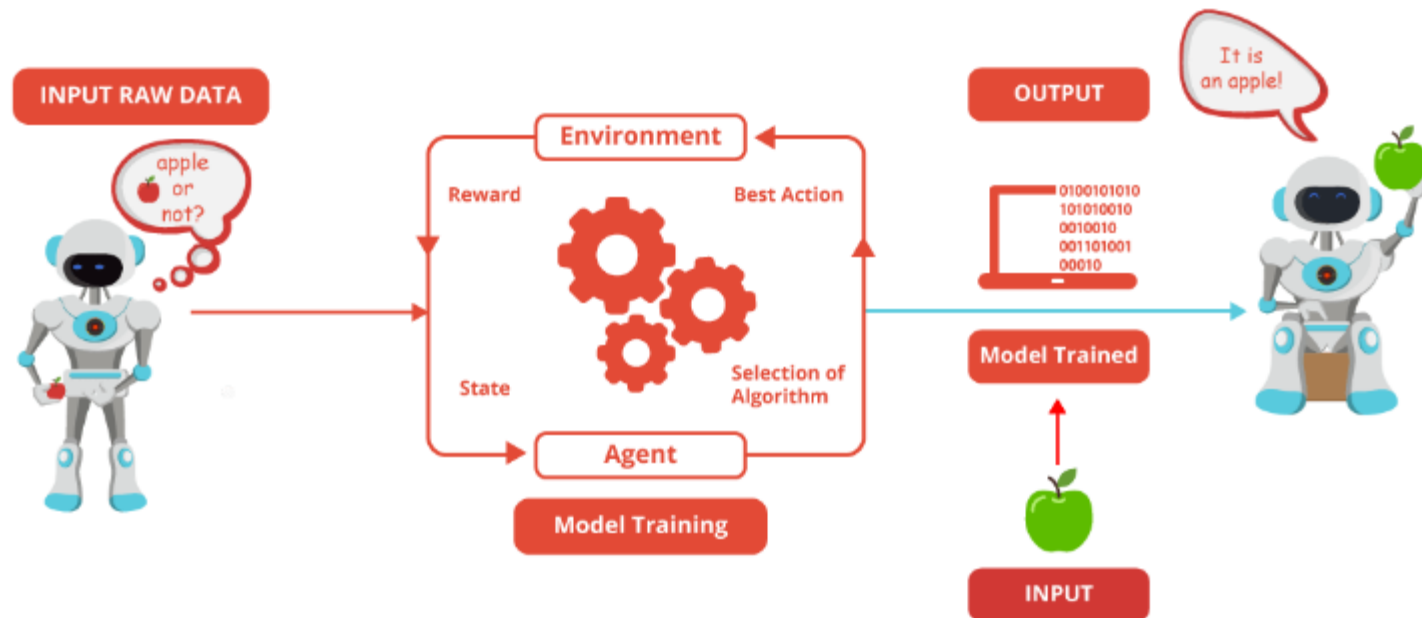 INPUT RAW DATA
apple
or
not?
Environment
Reward
Best Action
State
Selection of
Algorithm
Agent
Model Training
OUTPUT
0100101010
101010010
0010010
001101001
00010
Model Trained
INPUT
It is
an apple!